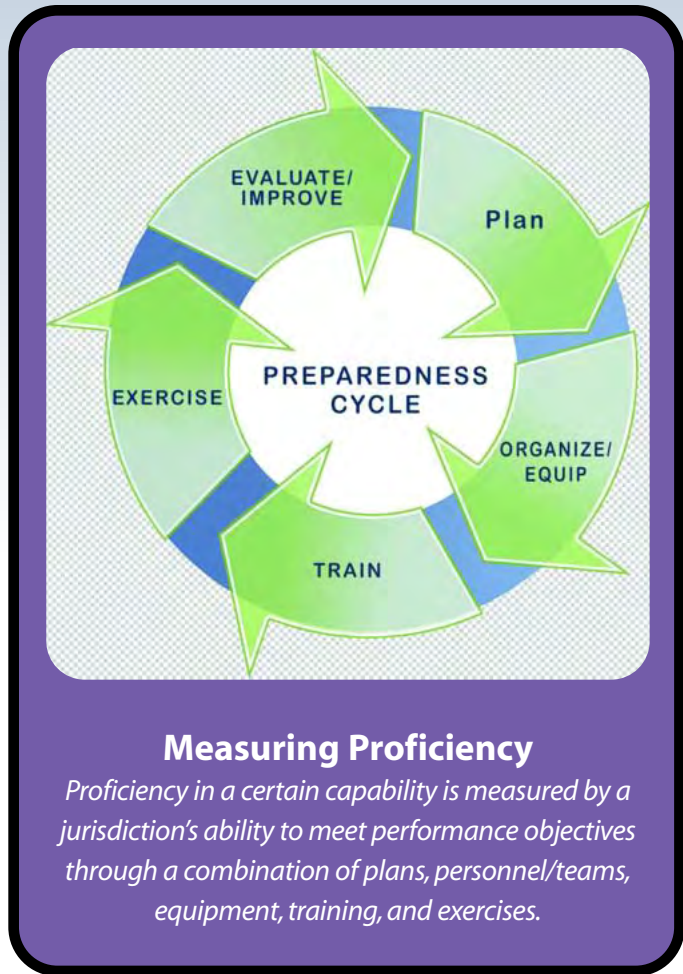 EVALUATE/
IMPROVE
Plan
ORGANIZE/
EQUIP
TRAIN
EXERCISE
PREPAREDNESS
CYCLE
Measuring Proficiency
Proficiency in a certain capability is measured by a
jurisdiction's ability to meet performance objectives
through a combination of plans, personnel/teams,
equipment, training, and exercises.